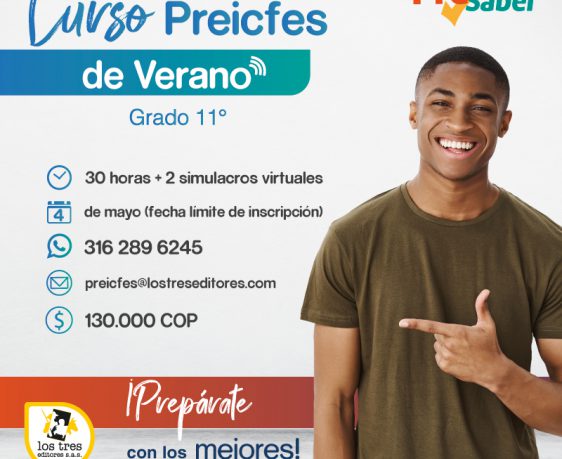 Curso Preicfes
de Verano
Grado 11°
30 horas + 2 simulacros virtuales
4
de mayo (fecha límite de inscripción)
316 289 6245
preicfes@lostreseditores.com
$
130.000 COP
¡Prepárate
con los mejores!
los tres
editores s.a.s.
Saber